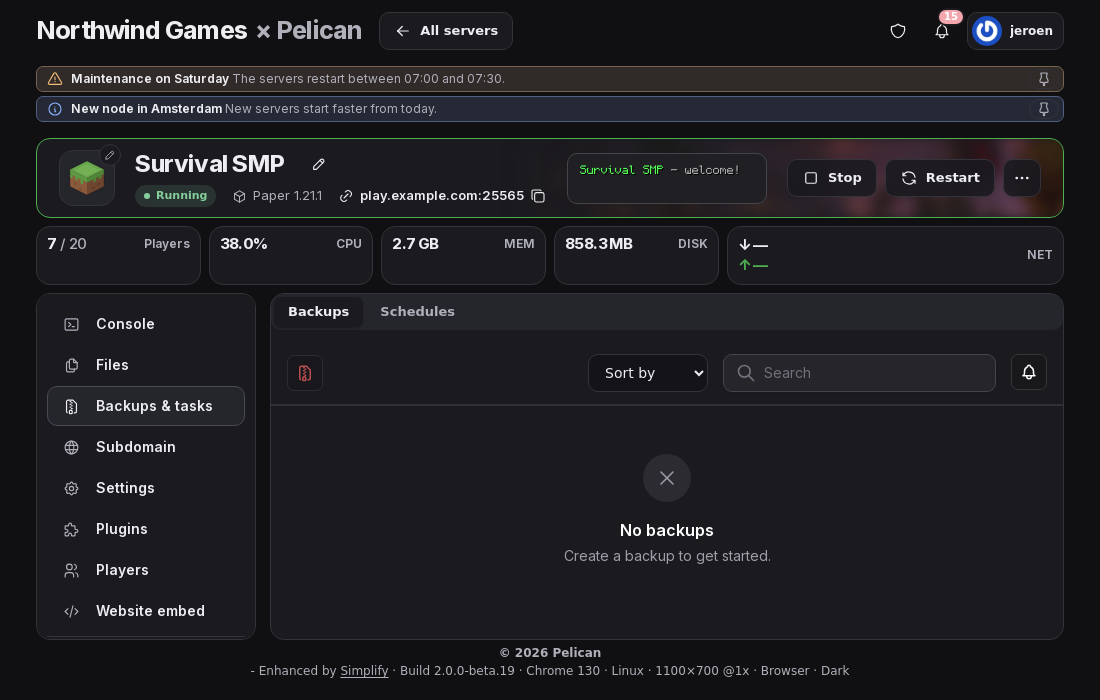 Northwind Games × Pelican
All servers
15
jeroen
Maintenance on Saturday The servers restart between 07:00 and 07:30.
New node in Amsterdam New servers start faster from today.
Survival SMP
Running
Paper 1.21.1
play.example.com:25565
Survival SMP — welcome!
Stop
Restart
7 / 20
Players
38.0%
CPU
2.7 GB
MEM
858.3 MB
DISK
↓—
↑—
NET
Console
Files
Backups & tasks
Subdomain
Settings
Plugins
Players
Website embed
Backups
Schedules
Sort by
Search
No backups
Create a backup to get started.
© 2026 Pelican
- Enhanced by Simplify · Build 2.0.0-beta.19 · Chrome 130 · Linux · 1100×700 @1x · Browser · Dark